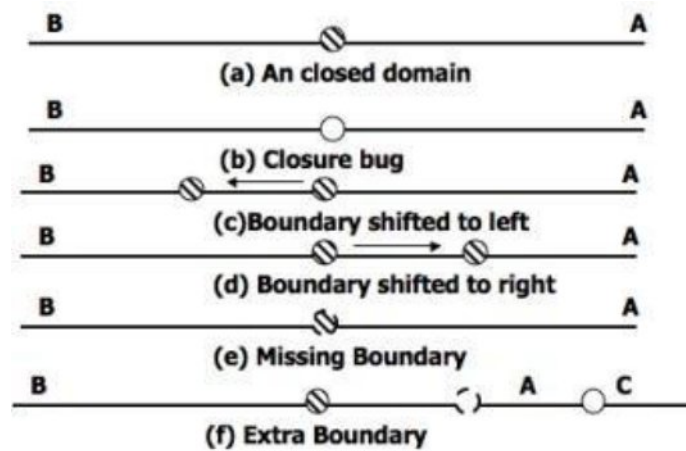 B A
(a) An closed domain
B A
(b) Closure bug
B A
(c)Boundary shifted to left
B A
(d) Boundary shifted to right
B A
(e) Missing Boundary
B A C
(f) Extra Boundary